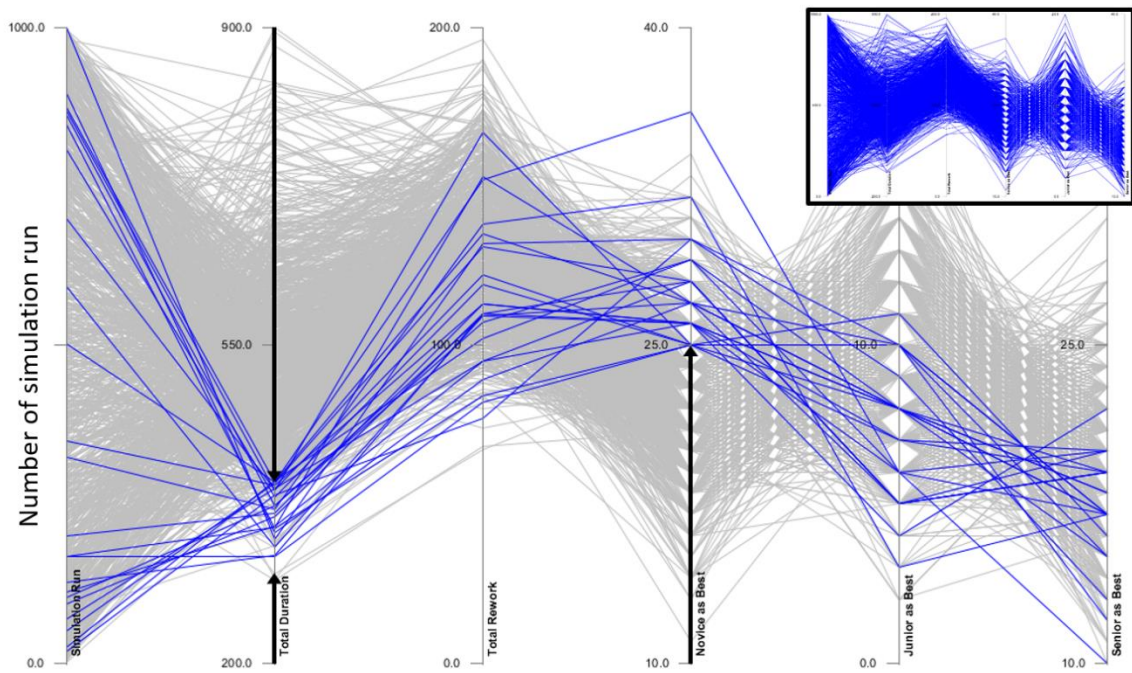 1000.0
900.0
200.0
40.0
Number of simulation run
550.0
100.0
25.0
10.0
25.0
Simulation Run
Total Duration
Total Rework
Novice as Best
Junior as Best
Senior as Best
0.0
200.0
0.0
10.0
0.0
10.0